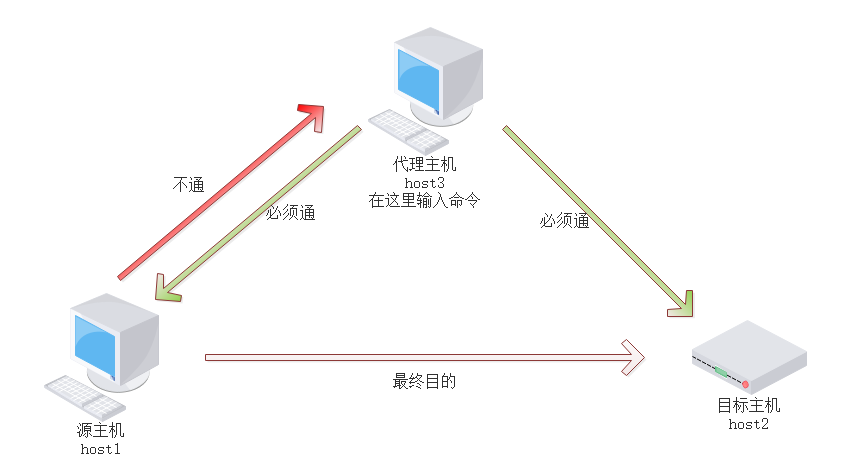 代理主机
host3
在这里输入命令
不通
必须通
必须通
最终目的
源主机
host1
目标主机
host2